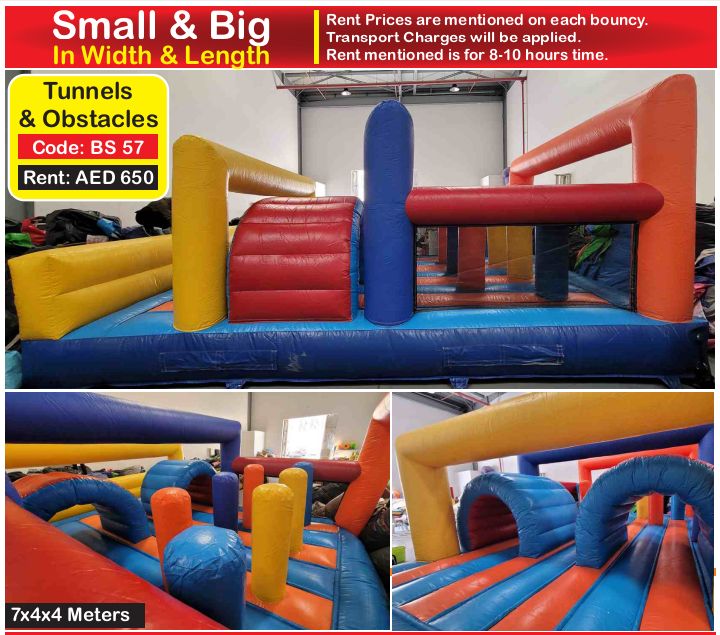 Small & Big
In Width & Length
Rent Prices are mentioned on each bouncy.
Transport Charges will be applied.
Rent mentioned is for 8-10 hours time.
Tunnels
& Obstacles
Code: BS 57
Rent: AED 650
7x4x4 Meters